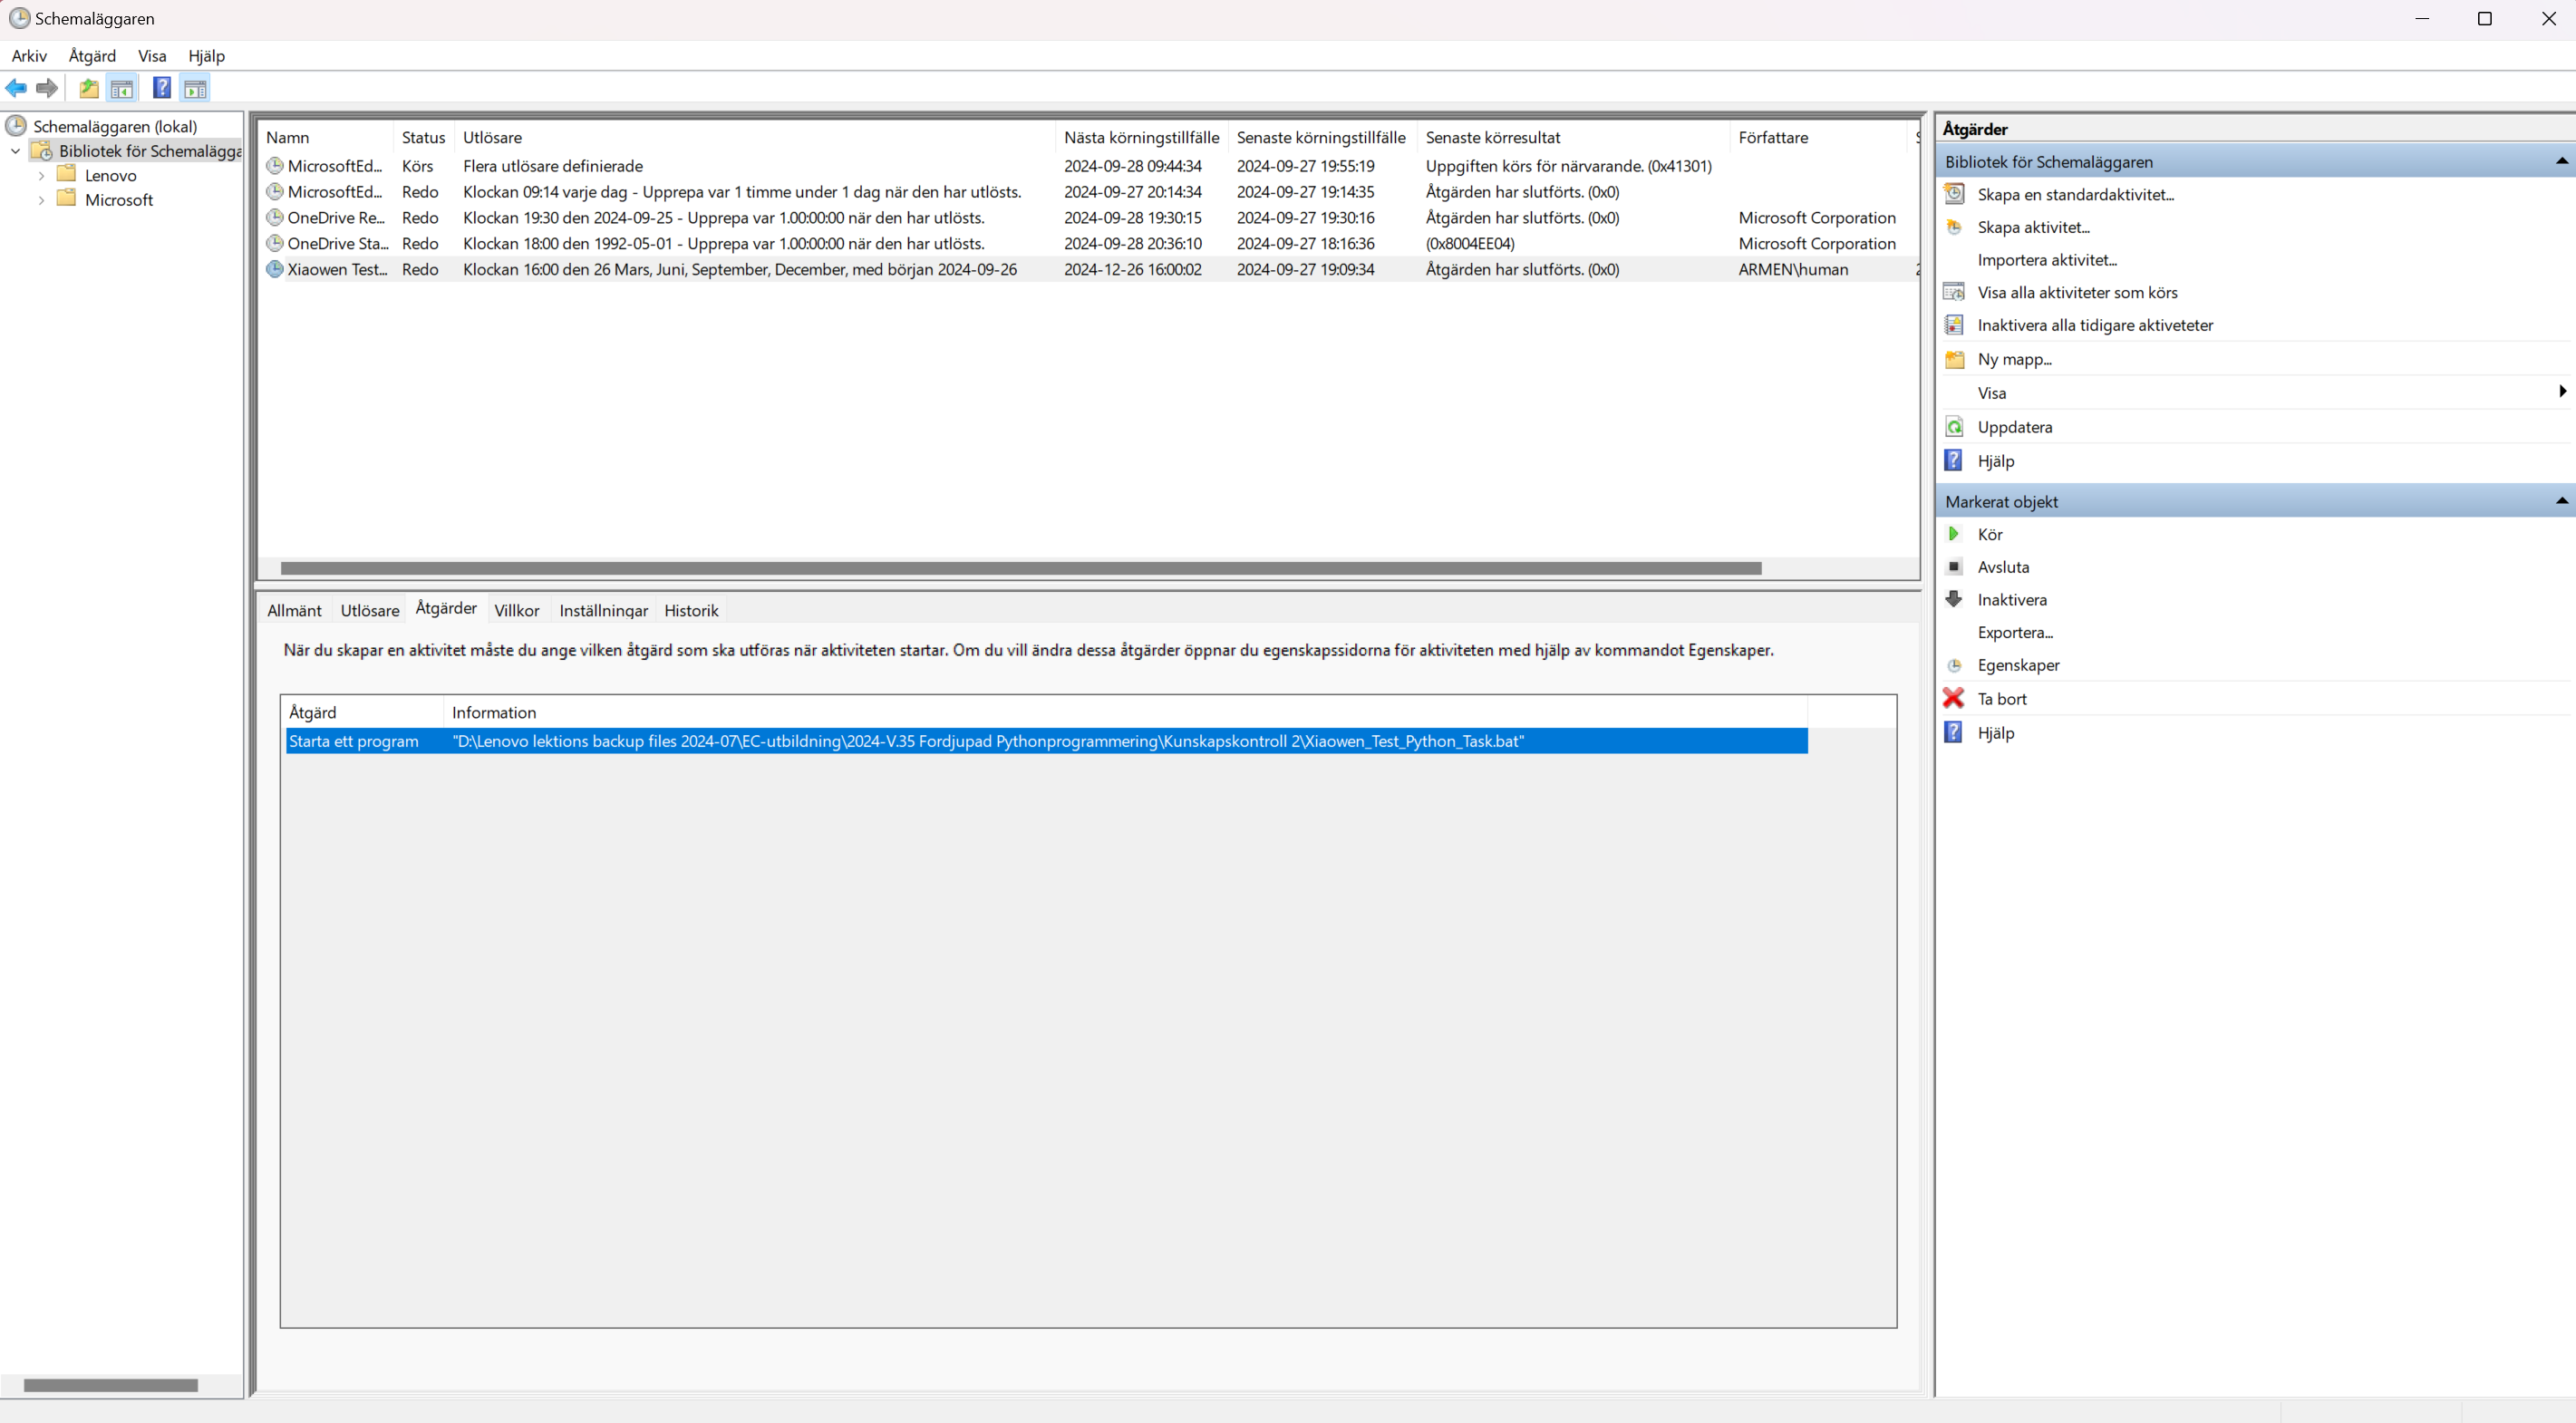 Schemaläggaren
Arkiv Åtgärd Visa Hjälp
Schemaläggaren (lokal)
Bibliotek för Schemalägga
Lenovo
Microsoft
Namn Status Utlösare Nästa körningstillfälle Senaste körningstillfälle Senaste körresultat Författare
MicrosoftEd... Körs Flera utlösare definierade 2024-09-28 09:44:34 2024-09-27 19:55:19 Uppgiften körs för närvarande. (0x41301)
MicrosoftEd... Redo Klockan 09:14 varje dag - Upprepa var 1 timme under 1 dag när den har utlösts. 2024-09-27 20:14:34 2024-09-27 19:14:35 Åtgärden har slutförts. (0x0)
OneDrive Re... Redo Klockan 19:30 den 2024-09-25 - Upprepa var 1.00:00:00 när den har utlösts. 2024-09-28 19:30:15 2024-09-27 19:30:16 Åtgärden har slutförts. (0x0) Microsoft Corporation
OneDrive Sta... Redo Klockan 18:00 den 1992-05-01 - Upprepa var 1.00:00:00 när den har utlösts. 2024-09-28 20:36:10 2024-09-27 18:16:36 (0x8004EE04) Microsoft Corporation
Xiaowen Test... Redo Klockan 16:00 den 26 Mars, Juni, September, December, med början 2024-09-26 2024-12-26 16:00:02 2024-09-27 19:09:34 Åtgärden har slutförts. (0x0) ARMEN\human
Allmänt Utlösare Åtgärder Villkor Inställningar Historik
När du skapar en aktivitet måste du ange vilken åtgärd som ska utföras när aktiviteten startar. Om du vill ändra dessa åtgärder öppnar du egenskapssidorna för aktiviteten med hjälp av kommandot Egenskaper.
Åtgärd Information
Starta ett program "D:\Lenovo lektions backup files 2024-07\EC-utbildning\2024-V.35 Fordjupad Pythonprogrammering\Kunskapskontroll 2\Xiaowen_Test_Python_Task.bat"
Åtgärder
Bibliotek för Schemaläggaren
Skapa en standardaktivitet...
Skapa aktivitet...
Importera aktivitet...
Visa alla aktiviteter som körs
Inaktivera alla tidigare aktiveteter
Ny mapp...
Visa
Uppdatera
Hjälp
Markerat objekt
Kör
Avsluta
Inaktivera
Exportera...
Egenskaper
Ta bort
Hjälp